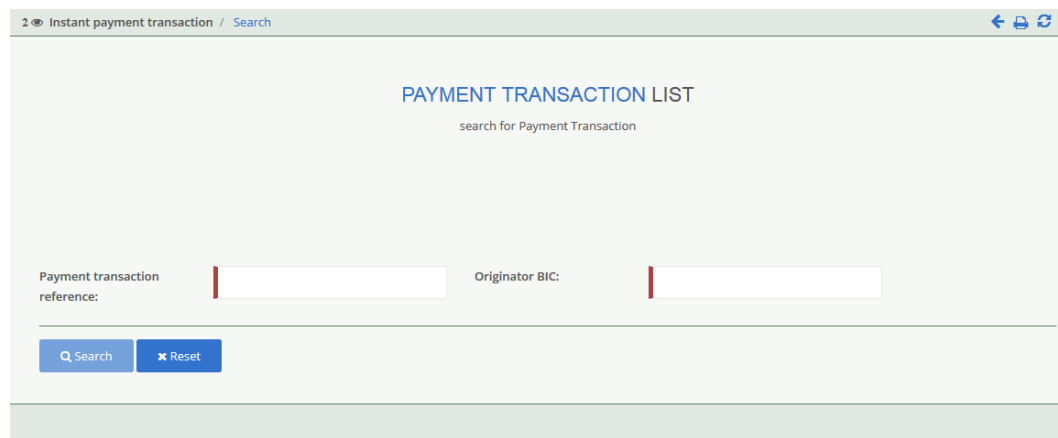 2 Instant payment transaction / Search
PAYMENT TRANSACTION LIST
search for Payment Transaction
Payment transaction
reference:
Originator BIC:
Search
Reset